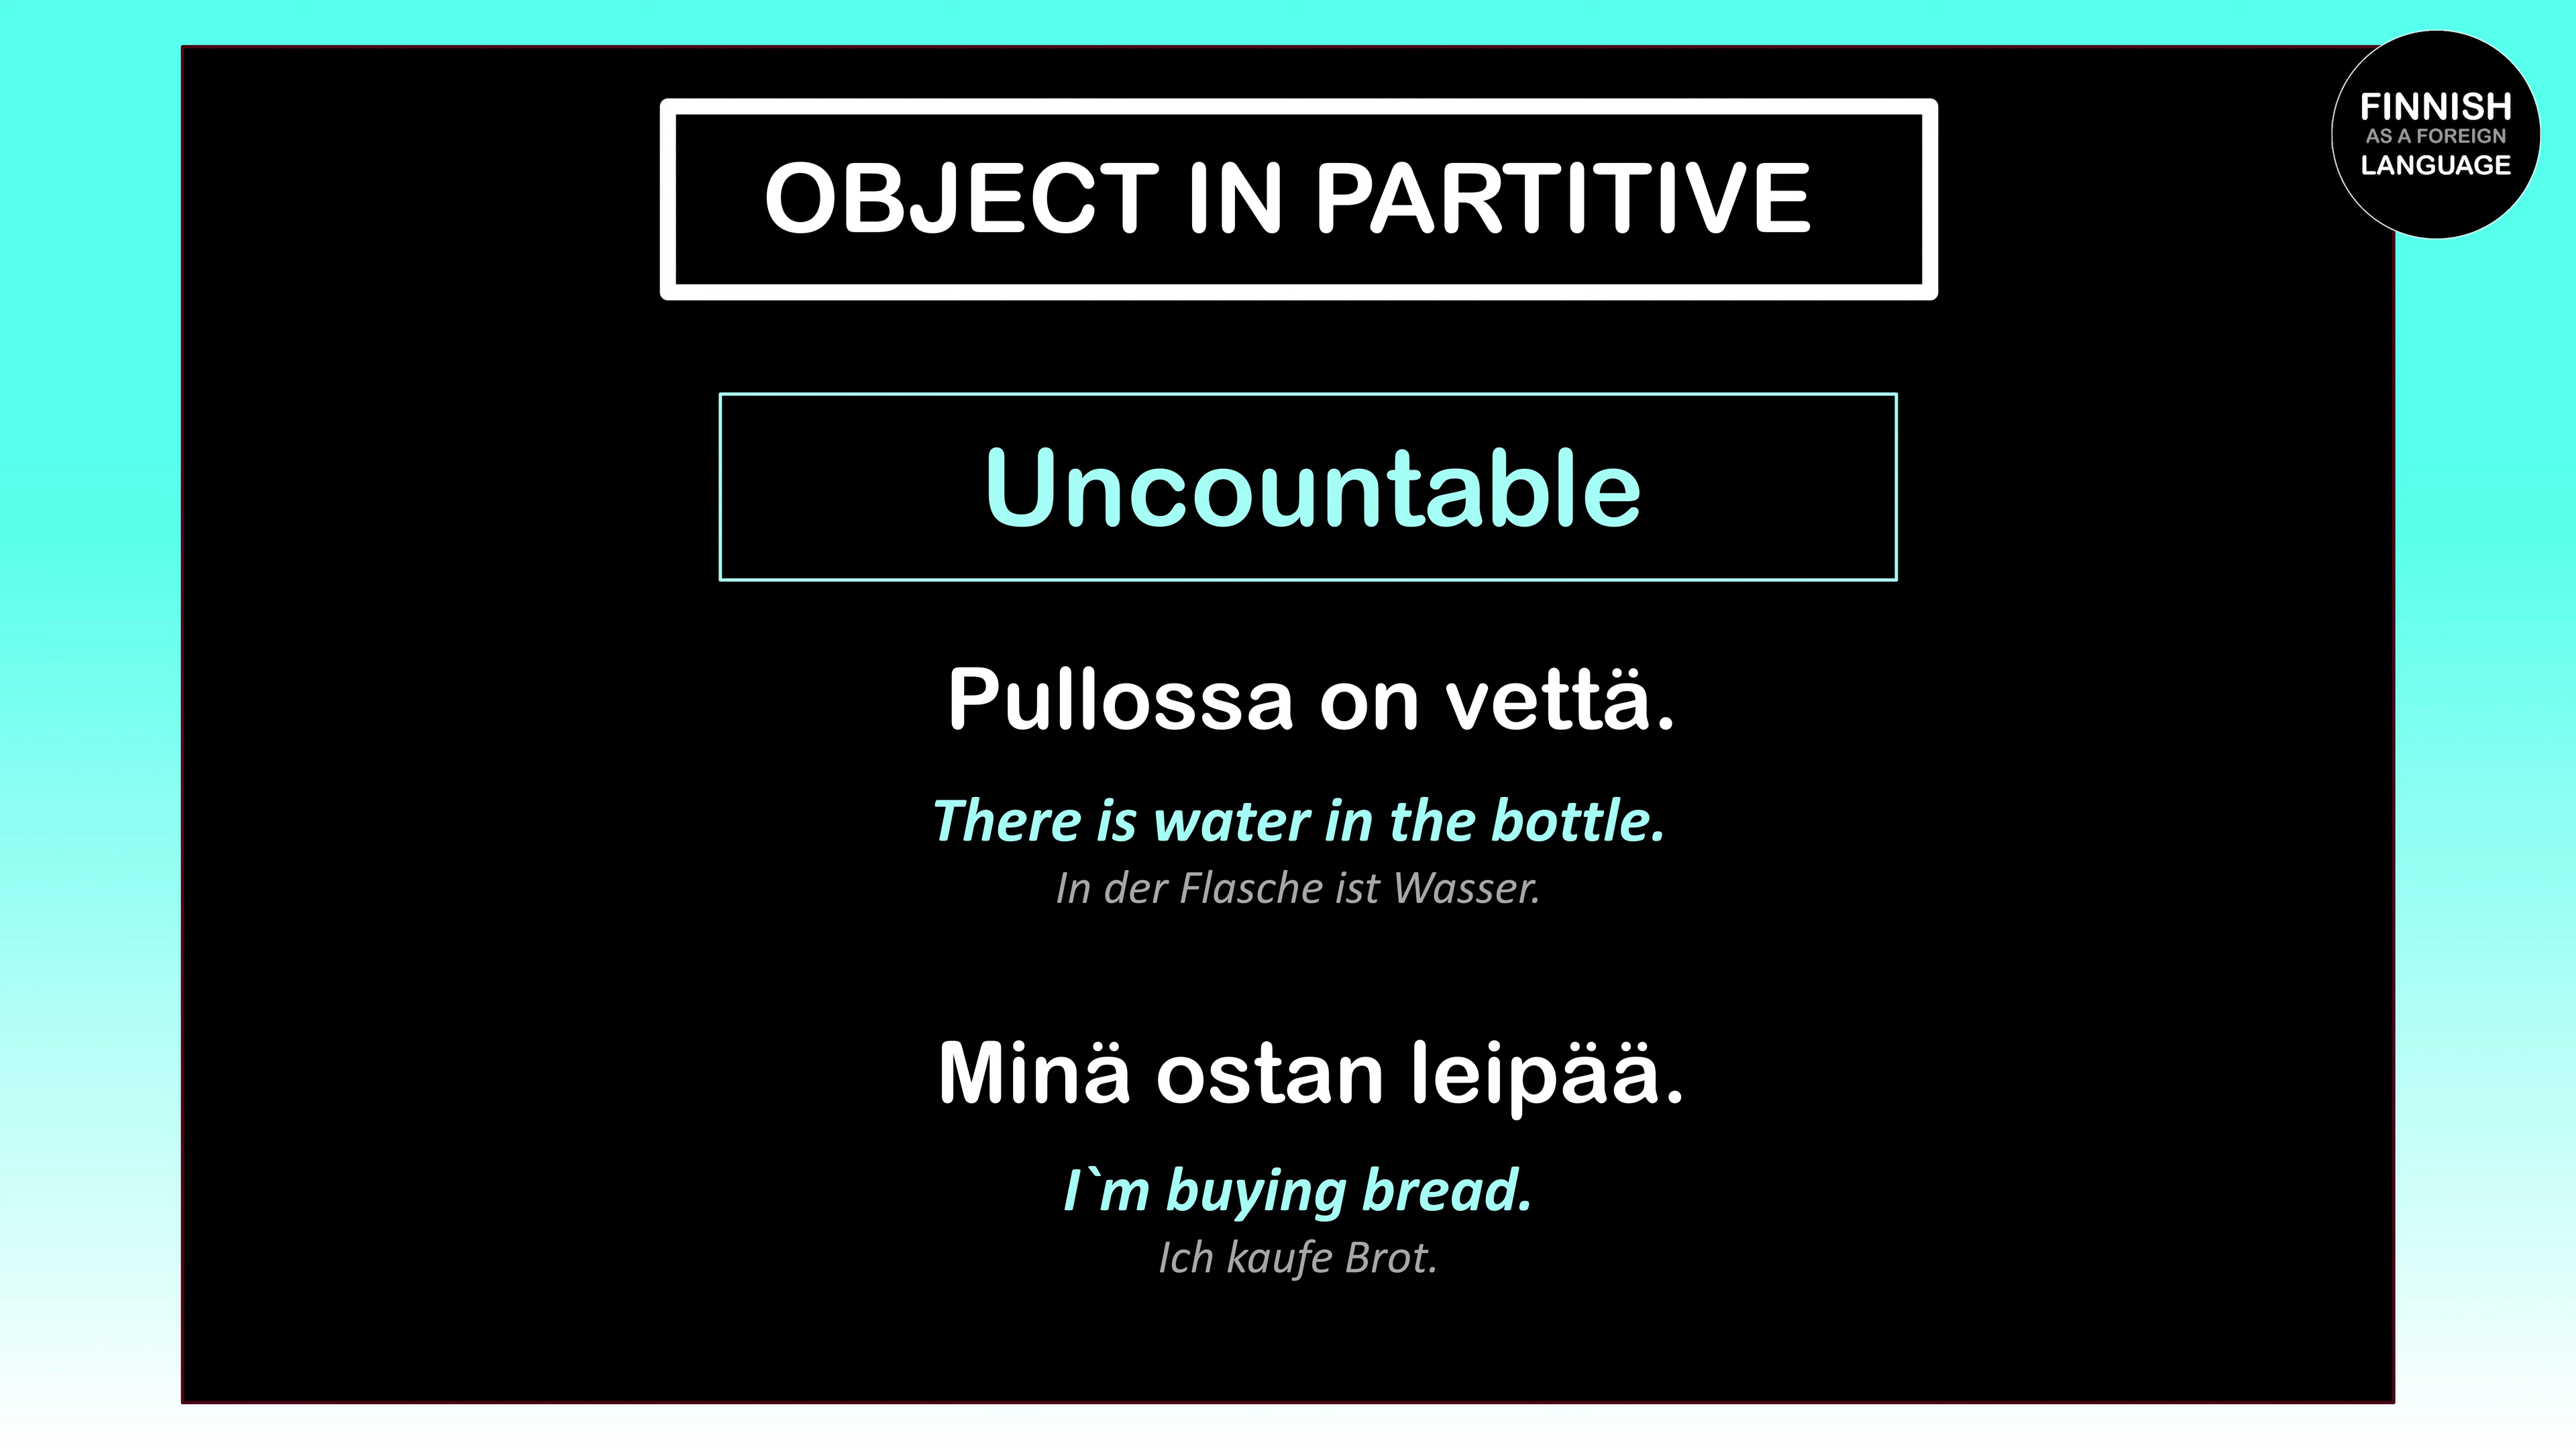 FINNISH
AS A FOREIGN
LANGUAGE
OBJECT IN PARTITIVE
Uncountable
Pullossa on vettä.
There is water in the bottle.
In der Flasche ist Wasser.
Minä ostan leipää.
I`m buying bread.
Ich kaufe Brot.